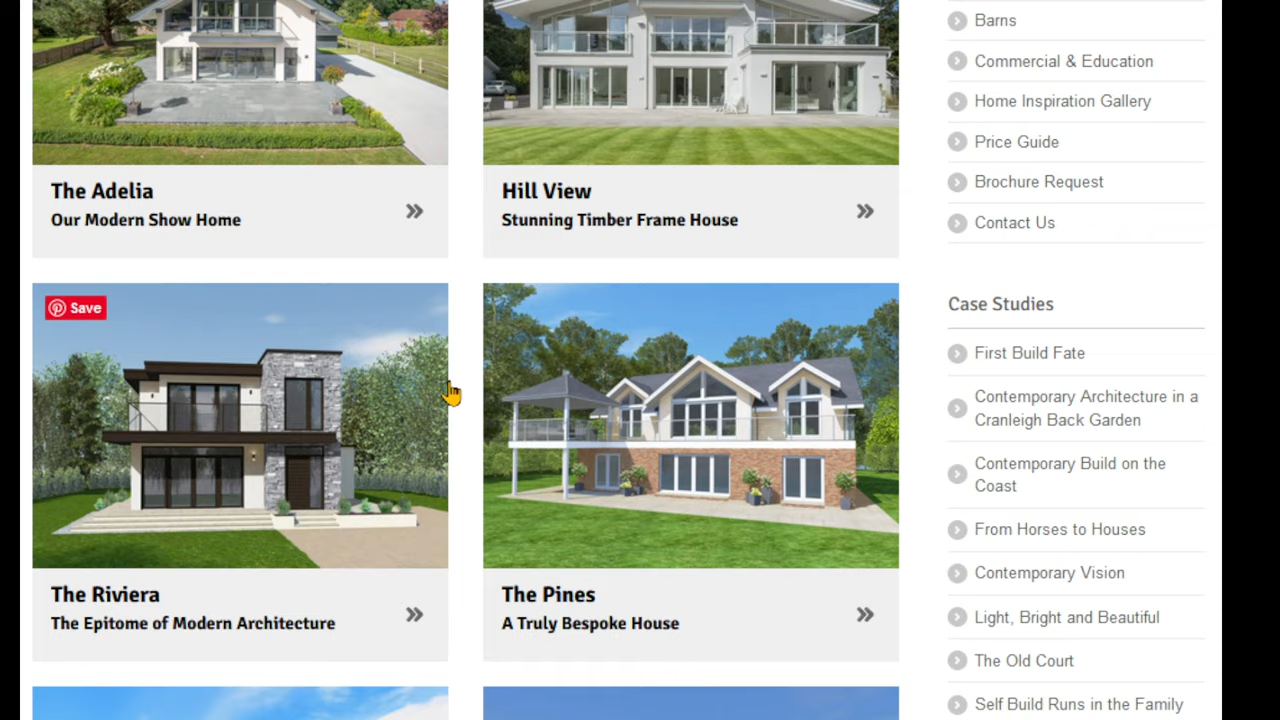 The Adelia
Our Modern Show Home
Hill View
Stunning Timber Frame House
Save
The Riviera
The Epitome of Modern Architecture
The Pines
A Truly Bespoke House
Barns
Commercial & Education
Home Inspiration Gallery
Price Guide
Brochure Request
Contact Us
Case Studies
First Build Fate
Contemporary Architecture in a
Cranleigh Back Garden
Contemporary Build on the
Coast
From Horses to Houses
Contemporary Vision
Light, Bright and Beautiful
The Old Court
Self Build Runs in the Family